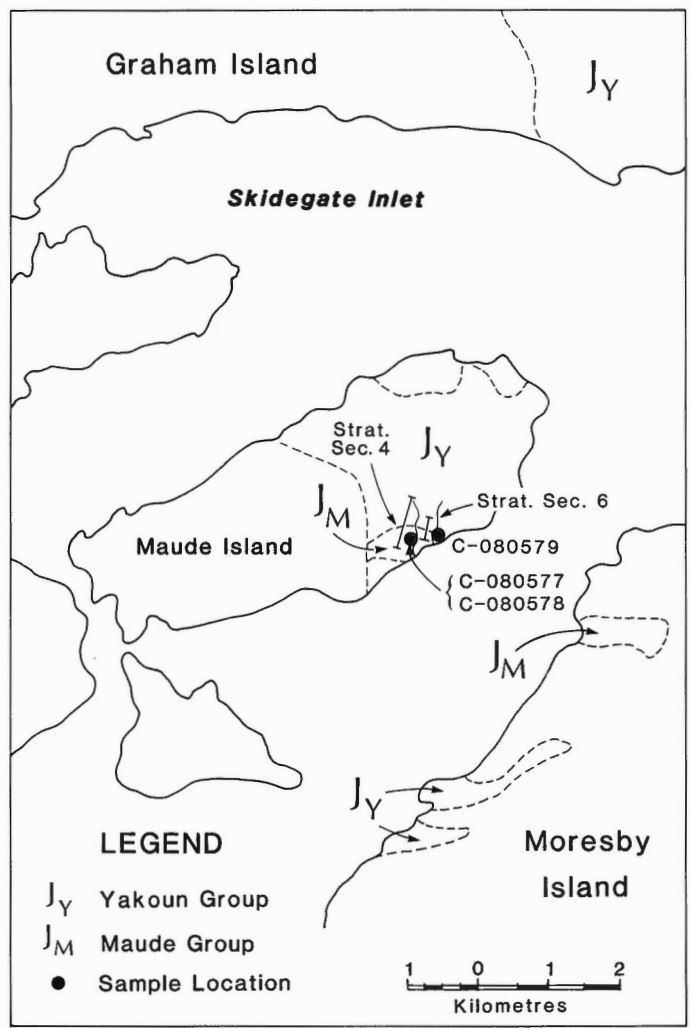 Graham Island
JY
Skidegate Inlet
Strat.
Sec. 4
JY
JM
Strat. Sec. 6
Maude Island
C-080579
{ C-080577
{ C-080578
JM
JY
LEGEND
JY Yakoun Group
JM Maude Group
Sample Location
Moresby
Island
1 0 1 2
Kilometres